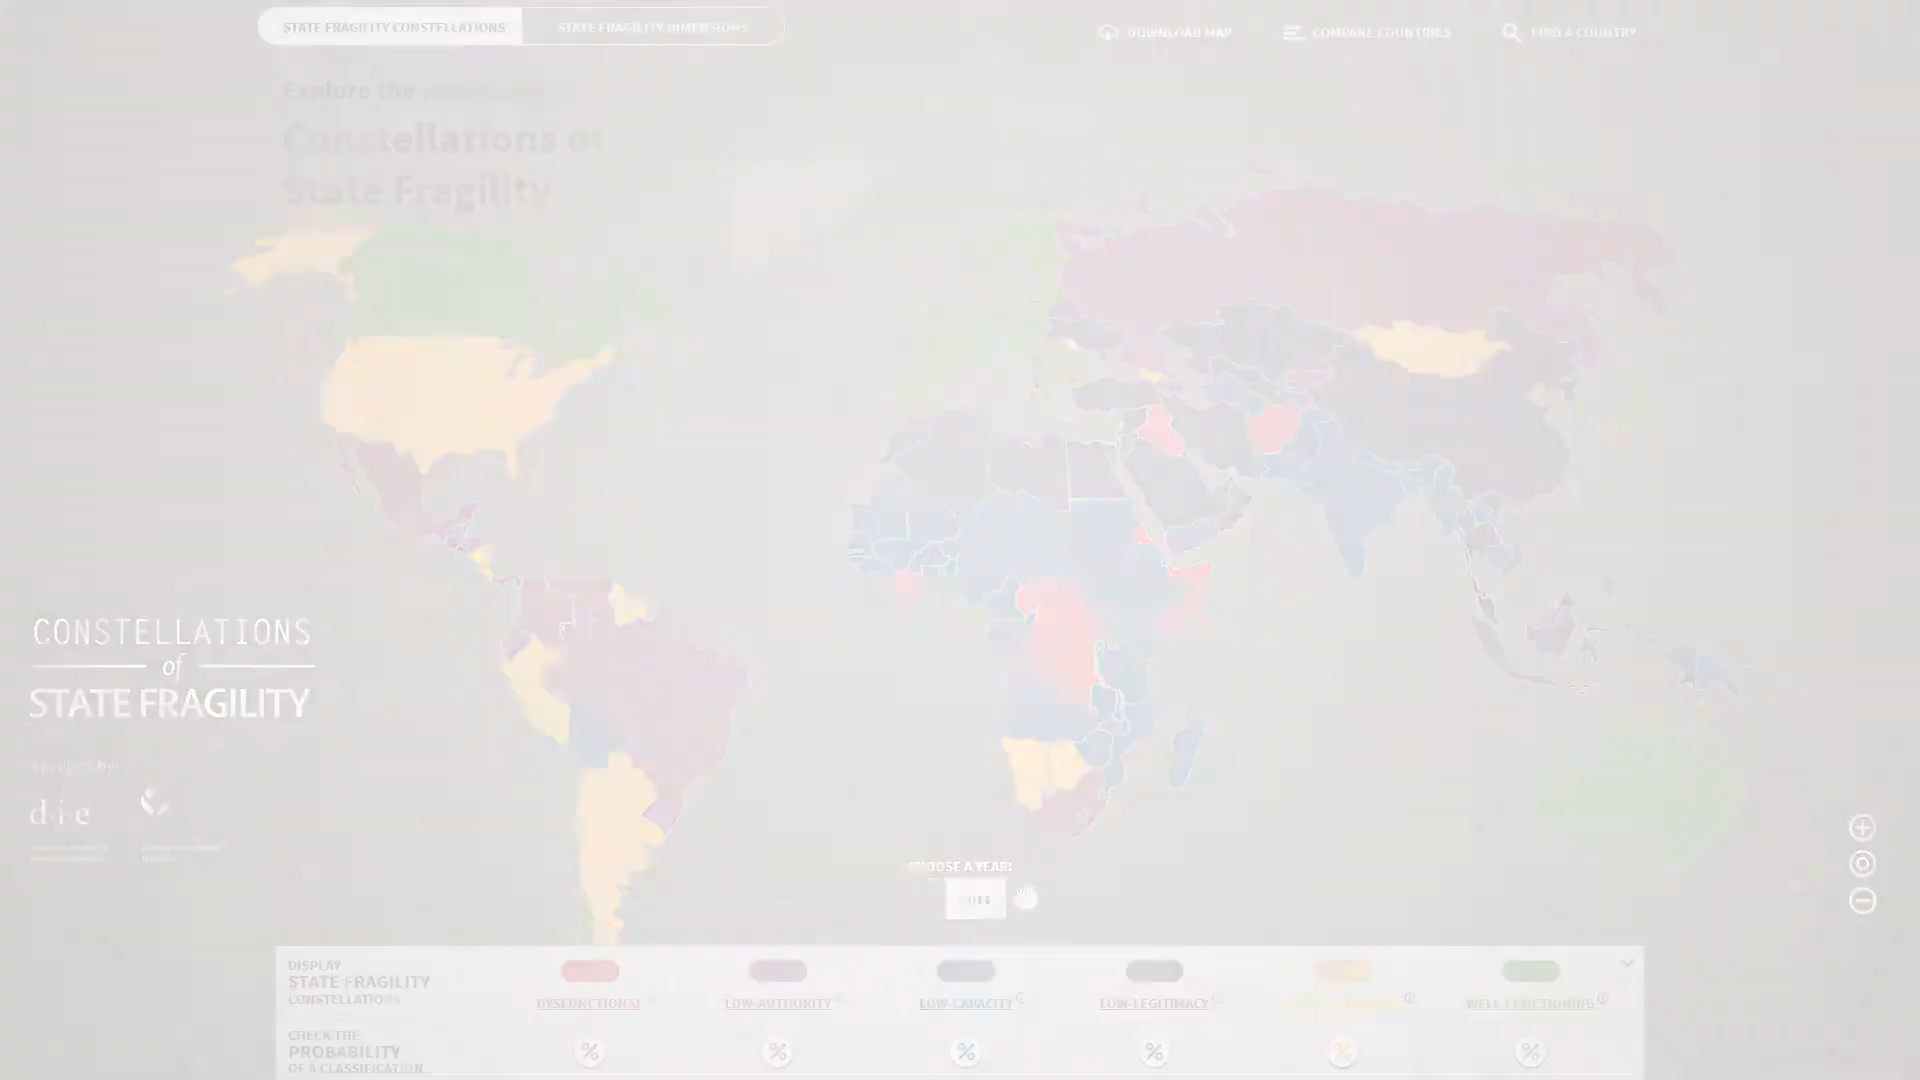 STATE FRAGILITY CONSTELLATIONS
STATE FRAGILITY DIMENSIONS
DOWNLOAD MAP
COMPARE COUNTRIES
FIND A COUNTRY
Explore the
Constellations of
State Fragility
CONSTELLATIONS
of
STATE FRAGILITY
a project by:
d·i·e
CHOOSE A YEAR:
DISPLAY
STATE FRAGILITY
CONSTELLATIONS
DYSFUNCTIONAL
LOW-AUTHORITY
LOW-CAPACITY
LOW-LEGITIMACY
WELL-FUNCTIONING
CHECK THE
PROBABILITY
OF A CLASSIFICATION
% % % % % %